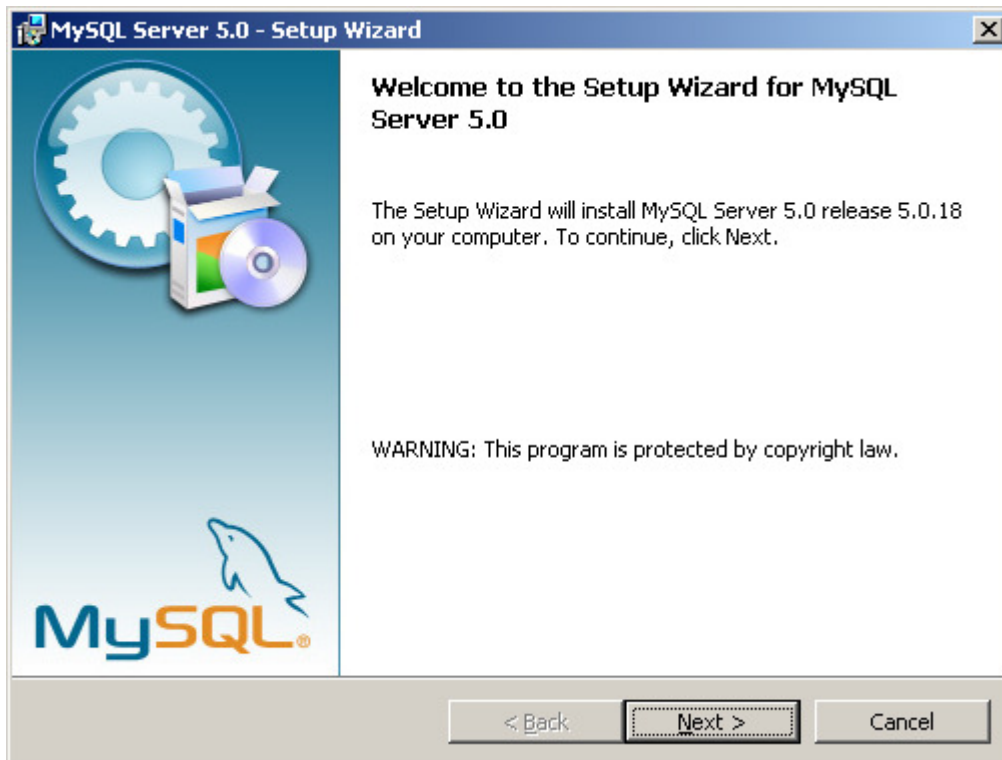 MySQL Server 5.0 - Setup Wizard
Welcome to the Setup Wizard for MySQL
Server 5.0
The Setup Wizard will install MySQL Server 5.0 release 5.0.18
on your computer. To continue, click Next.
WARNING: This program is protected by copyright law.
MySQL®
< Back
Next >
Cancel